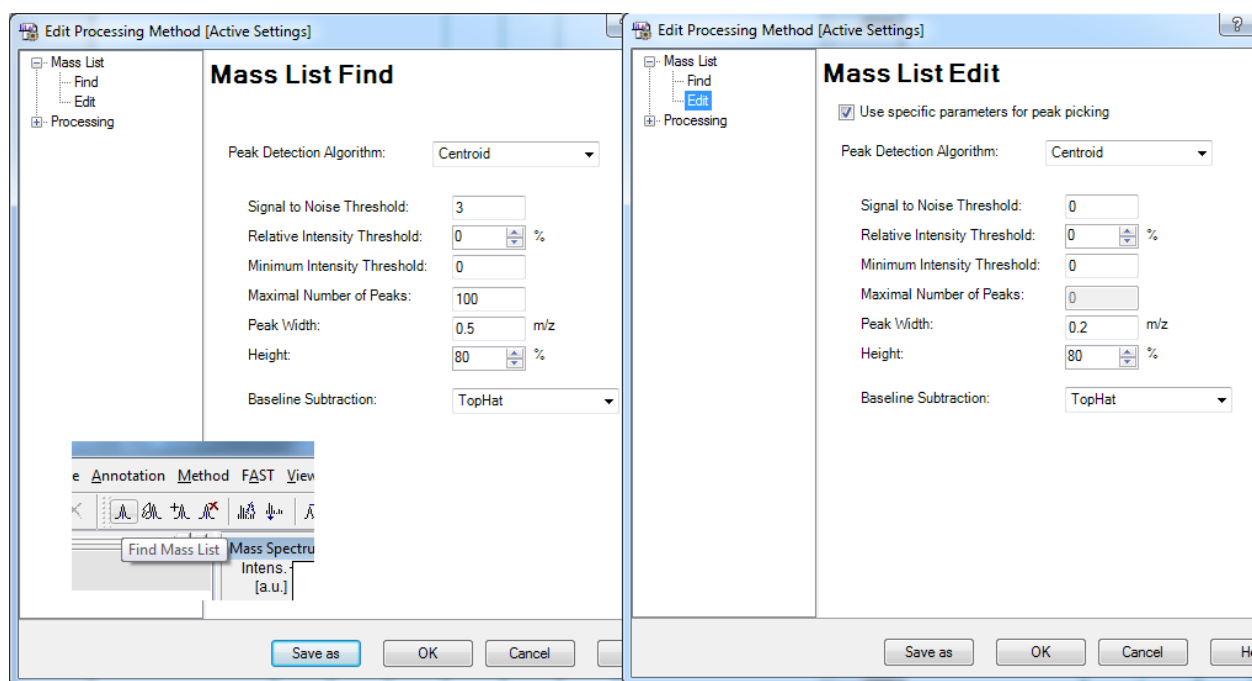 Edit Processing Method [Active Settings]
Mass List
Find
Edit
Processing
Mass List Find
Peak Detection Algorithm: Centroid
Signal to Noise Threshold: 3
Relative Intensity Threshold: 0 %
Minimum Intensity Threshold: 0
Maximal Number of Peaks: 100
Peak Width: 0.5 m/z
Height: 80 %
Baseline Subtraction: TopHat
e Annotation Method FAST View
Find Mass List
Mass Spectru
Intens.
[a.u.]
Save as OK Cancel
Edit Processing Method [Active Settings]
?
Mass List
Find
Edit
Processing
Mass List Edit
Use specific parameters for peak picking
Peak Detection Algorithm: Centroid
Signal to Noise Threshold: 0
Relative Intensity Threshold: 0 %
Minimum Intensity Threshold: 0
Maximal Number of Peaks: 0
Peak Width: 0.2 m/z
Height: 80 %
Baseline Subtraction: TopHat
Save as OK Cancel He